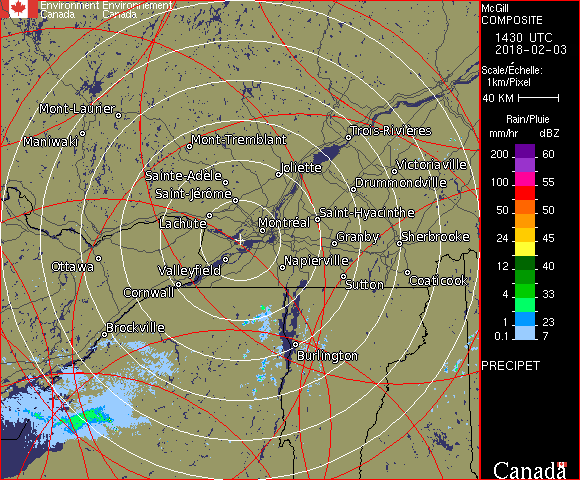 Environment Environnement
Canada Canada
McGill
COMPOSITE
1430 UTC
2018-02-03
Scale/Échelle:
1km/Pixel
40 KM
Rain/Pluie
mm/hr dBZ
200 60
100 55
50 50
24 45
12 40
4 33
1 23
0.1 7
PRECIPET
Canada
Mont-Laurier
Maniwaki
Mont-Tremblant
Trois-Rivières
Joliette
Victoriaville
Sainte-Adèle
Drummondville
Saint-Jérôme
Lachute
Montréal
Saint-Hyacinthe
Granby
Sherbrooke
Ottawa
Valleyfield
Napierville
Cornwall
Sutton
Coaticook
Brockville
Burlington